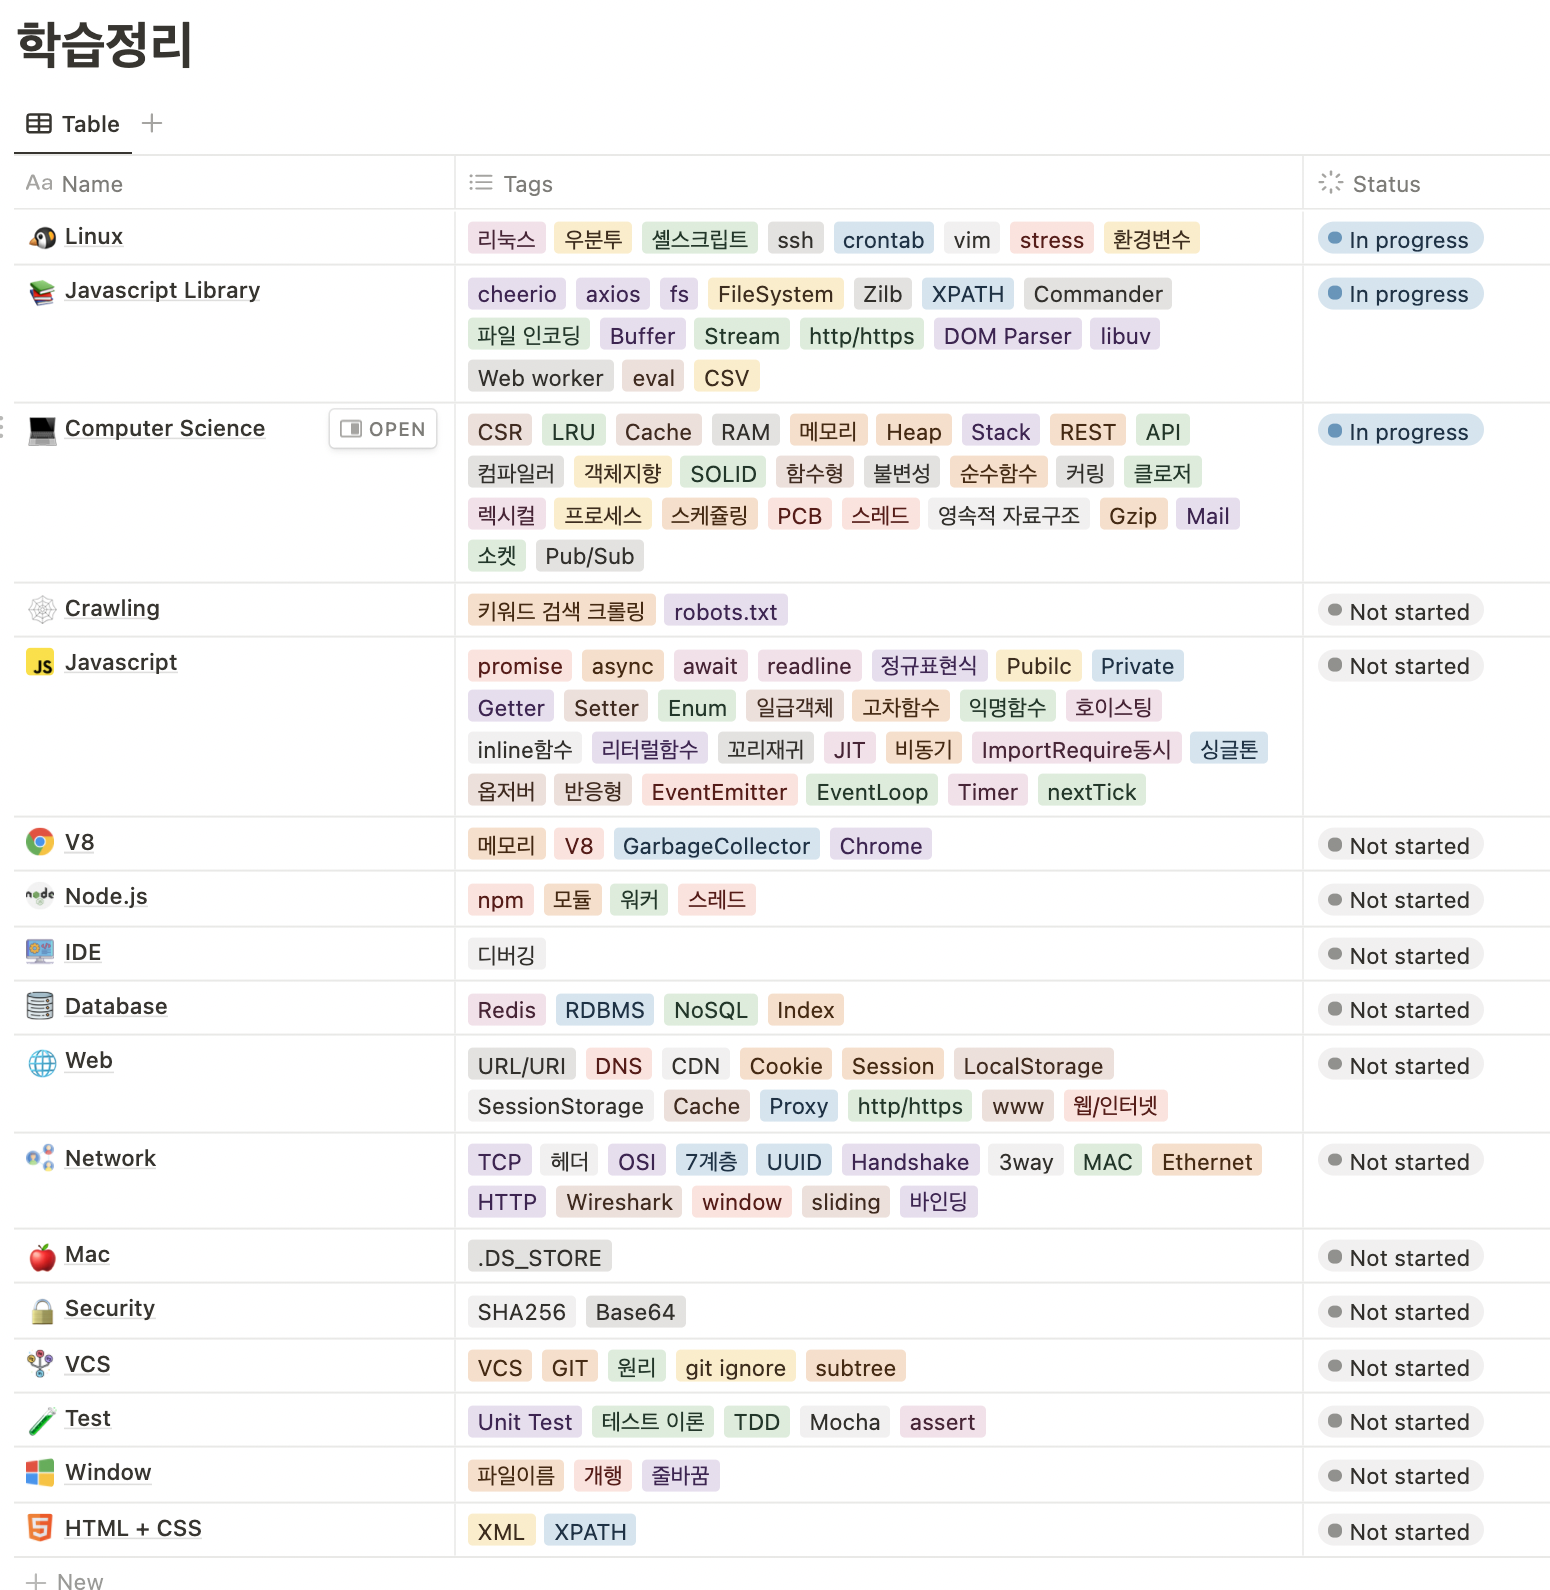 학습정리
Table
Aa Name Tags Status
Linux 리눅스 우분투 셸스크립트 ssh crontab vim stress 환경변수 In progress
Javascript Library cheerio axios fs FileSystem Zilb XPATH Commander In progress
파일 인코딩 Buffer Stream http/https DOM Parser libuv
Web worker eval CSV
Computer Science OPEN CSR LRU Cache RAM 메모리 Heap Stack REST API In progress
컴파일러 객체지향 SOLID 함수형 불변성 순수함수 커링 클로저
렉시컬 프로세스 스케쥴링 PCB 스레드 영속적 자료구조 Gzip Mail
소켓 Pub/Sub
Crawling 키워드 검색 크롤링 robots.txt Not started
JS Javascript promise async await readline 정규표현식 Pubilc Private Not started
Getter Setter Enum 일급객체 고차함수 익명함수 호이스팅
inline함수 리터럴함수 꼬리재귀 JIT 비동기 ImportRequire동시 싱글톤
옵저버 반응형 EventEmitter EventLoop Timer nextTick
V8 메모리 V8 GarbageCollector Chrome Not started
node Node.js npm 모듈 워커 스레드 Not started
IDE 디버깅 Not started
Database Redis RDBMS NoSQL Index Not started
Web URL/URI DNS CDN Cookie Session LocalStorage Not started
SessionStorage Cache Proxy http/https www 웹/인터넷
Network TCP 헤더 OSI 7계층 UUID Handshake 3way MAC Ethernet Not started
HTTP Wireshark window sliding 바인딩
Mac .DS_STORE Not started
Security SHA256 Base64 Not started
VCS VCS GIT 원리 git ignore subtree Not started
Test Unit Test 테스트 이론 TDD Mocha assert Not started
Window 파일이름 개행 줄바꿈 Not started
HTML + CSS XML XPATH Not started
New